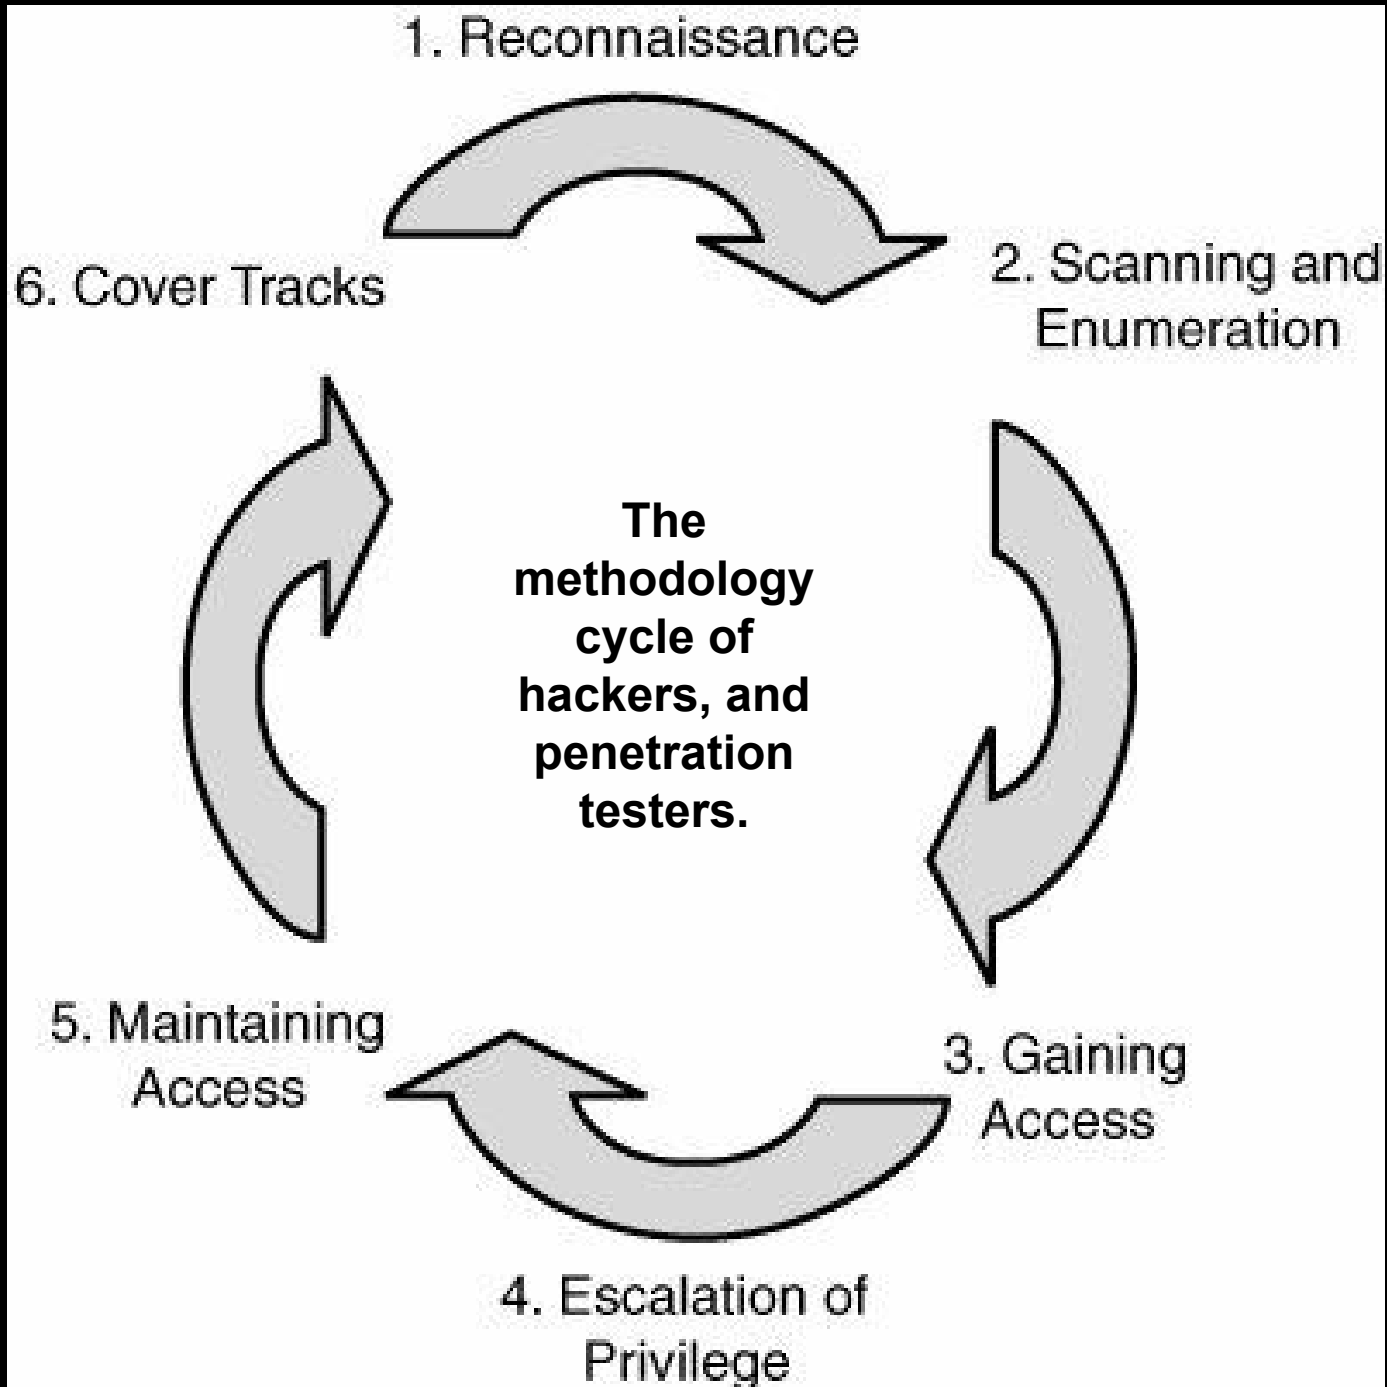 1. Reconnaissance
2. Scanning and
Enumeration
3. Gaining
Access
4. Escalation of
Privilege
5. Maintaining
Access
6. Cover Tracks
The
methodology
cycle of
hackers, and
penetration
testers.